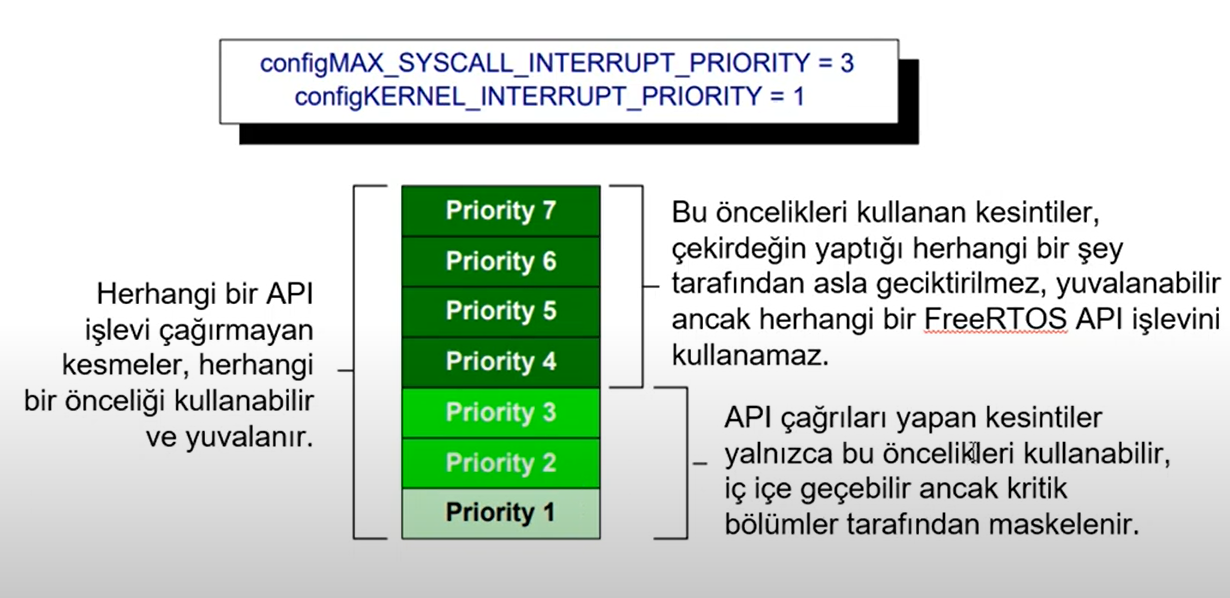 configMAX_SYSCALL_INTERRUPT_PRIORITY = 3
configKERNEL_INTERRUPT_PRIORITY = 1
Herhangi bir API
işlevi çağırmayan
kesmeler, herhangi
bir önceliği kullanabilir
ve yuvalanır.
Priority 7
Priority 6
Priority 5
Priority 4
Priority 3
Priority 2
Priority 1
Bu öncelikleri kullanan kesintiler,
çekirdeğin yaptığı herhangi bir şey
tarafından asla geciktirilmez, yuvalanabilir
ancak herhangi bir FreeRTOS API işlevini
kullanamaz.
API çağrıları yapan kesintiler
yalnızca bu öncelikleri kullanabilir,
iç içe geçebilir ancak kritik
bölümler tarafından maskelenir.